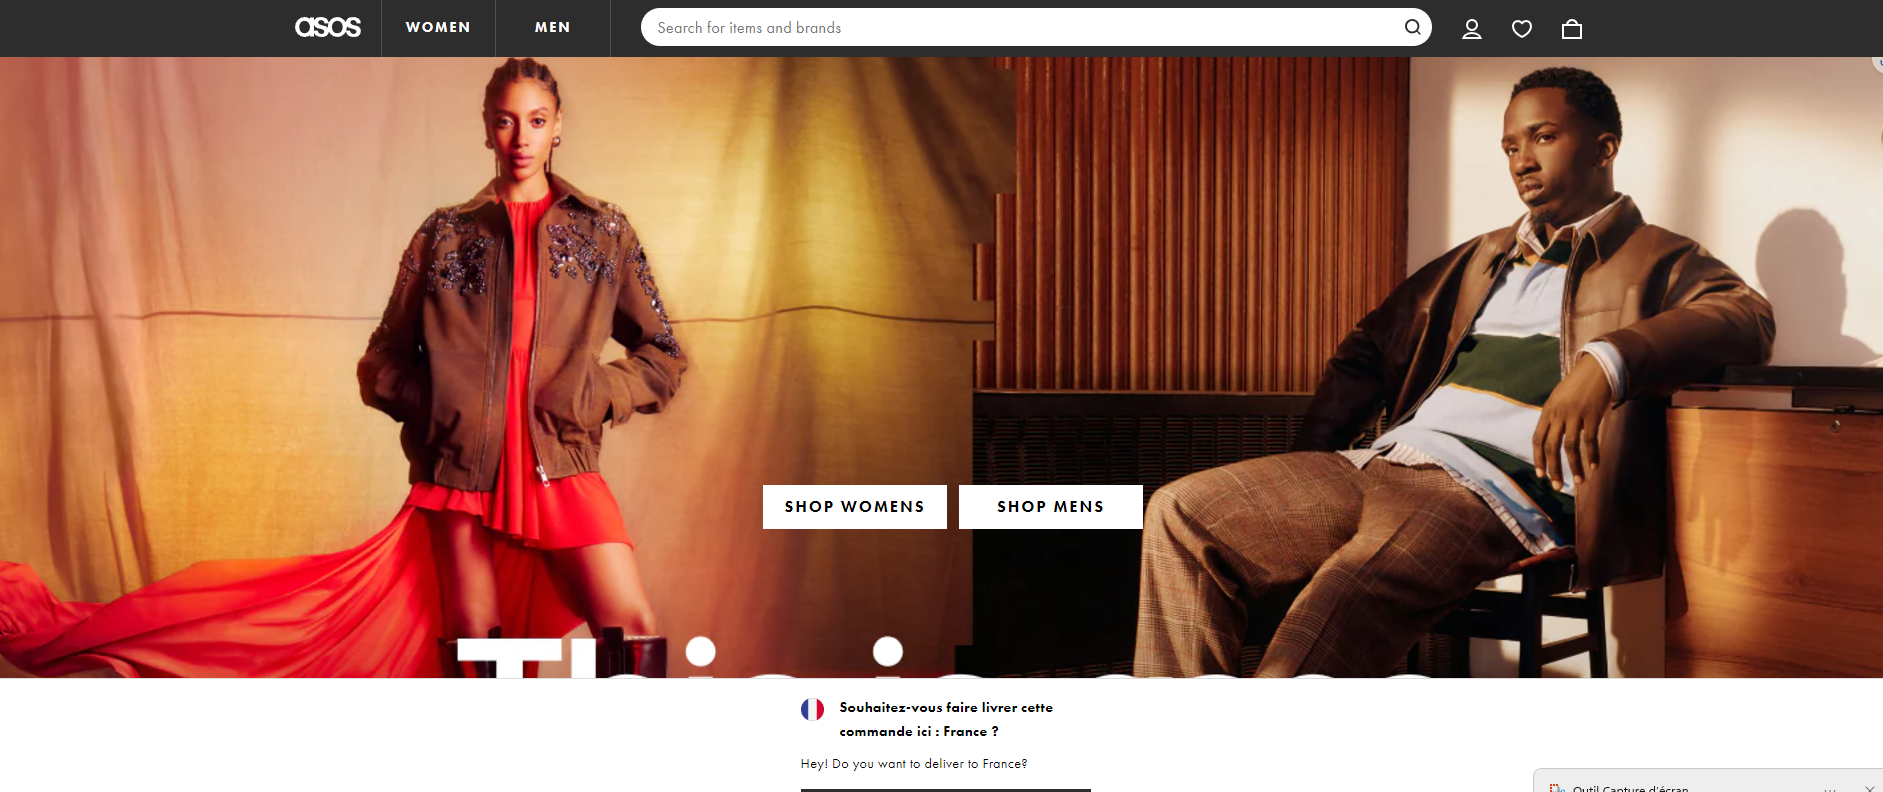 asos
WOMEN
MEN
Search for items and brands
SHOP WOMENS
SHOP MENS
Souhaitez-vous faire livrer cette
commande ici : France ?
Hey! Do you want to deliver to France?
Outil Capture d'écran